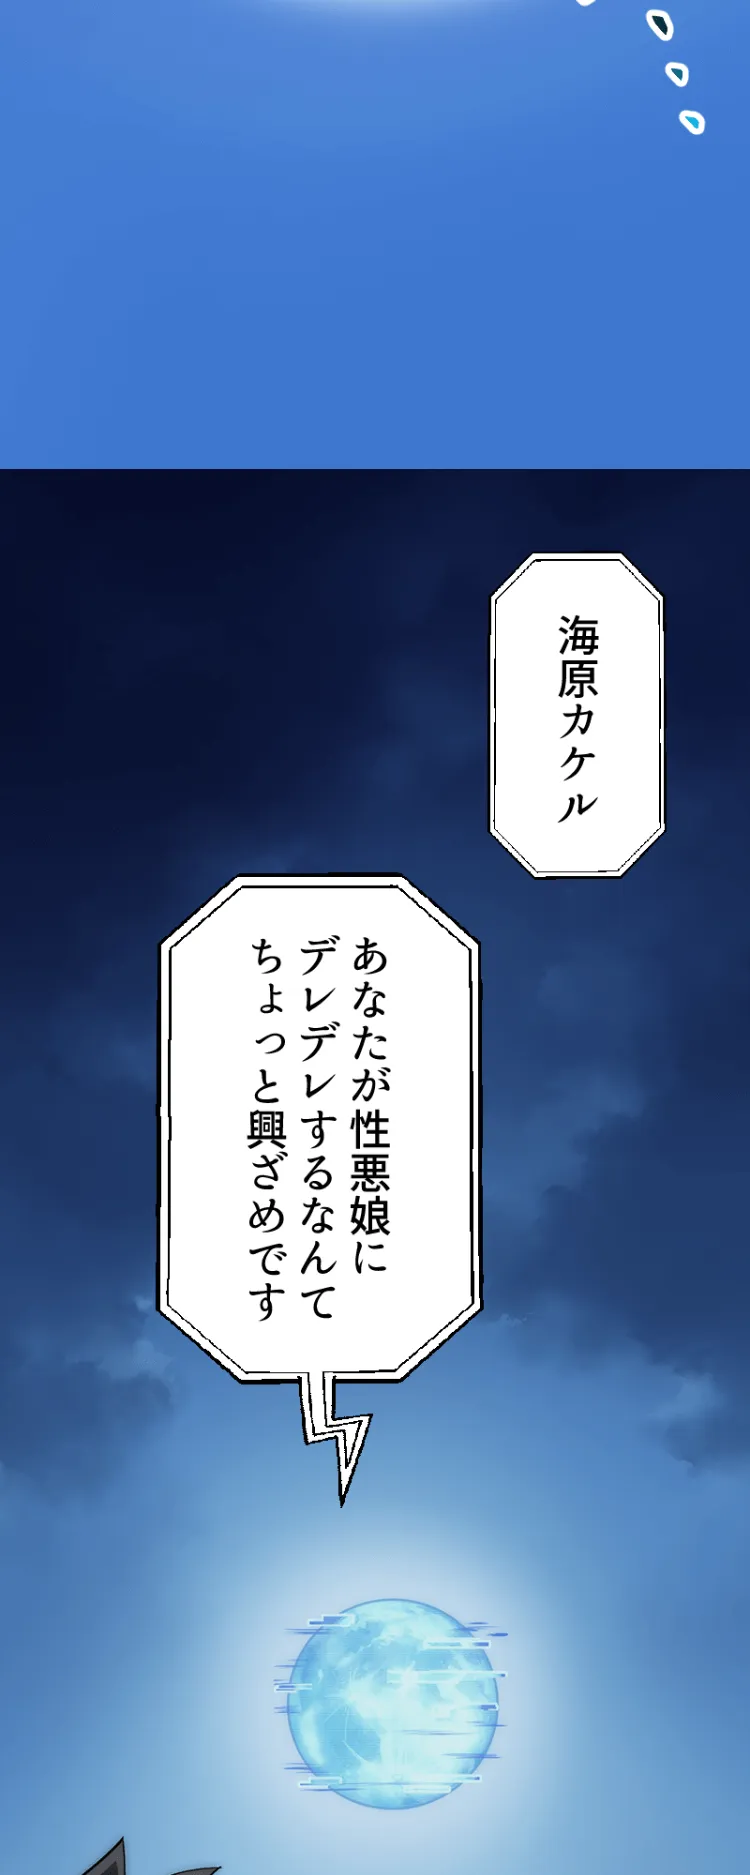 海原カケル
あなたが性悪娘に
デレデレするなんて
ちょっと興ざめです